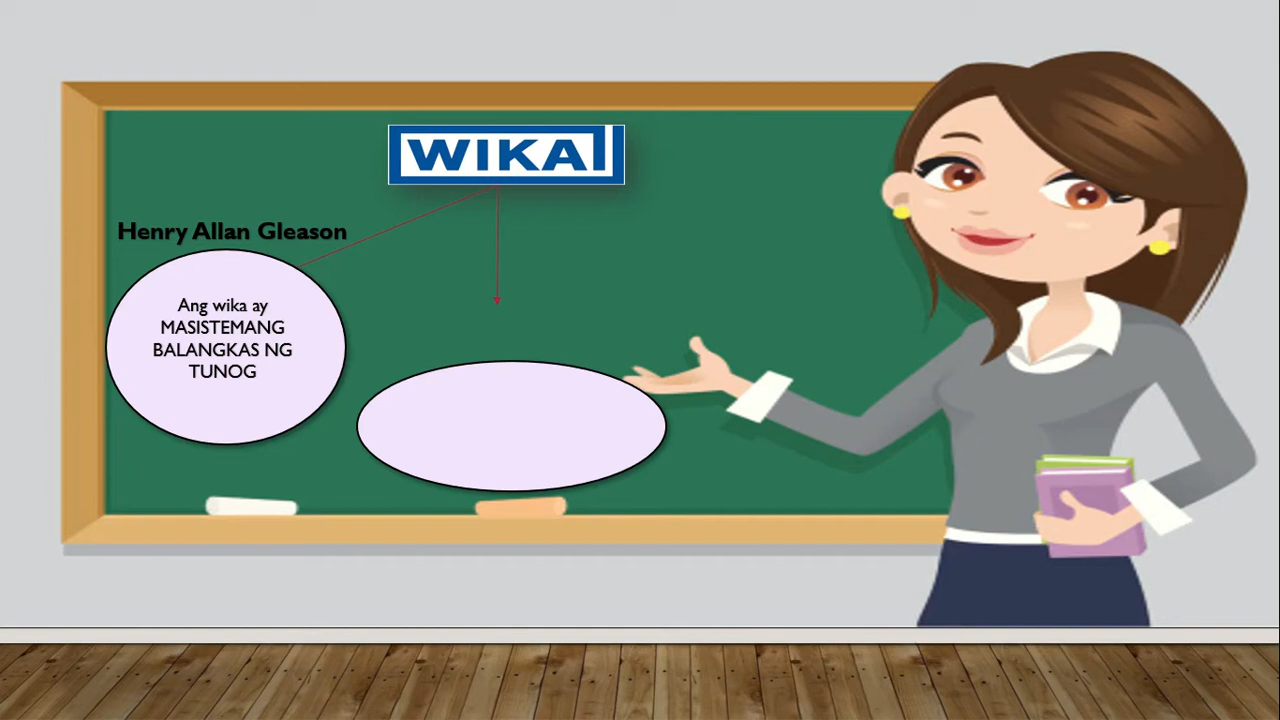 WIKA
Henry Allan Gleason
Ang wika ay
MASISTEMANG
BALANGKAS NG
TUNOG